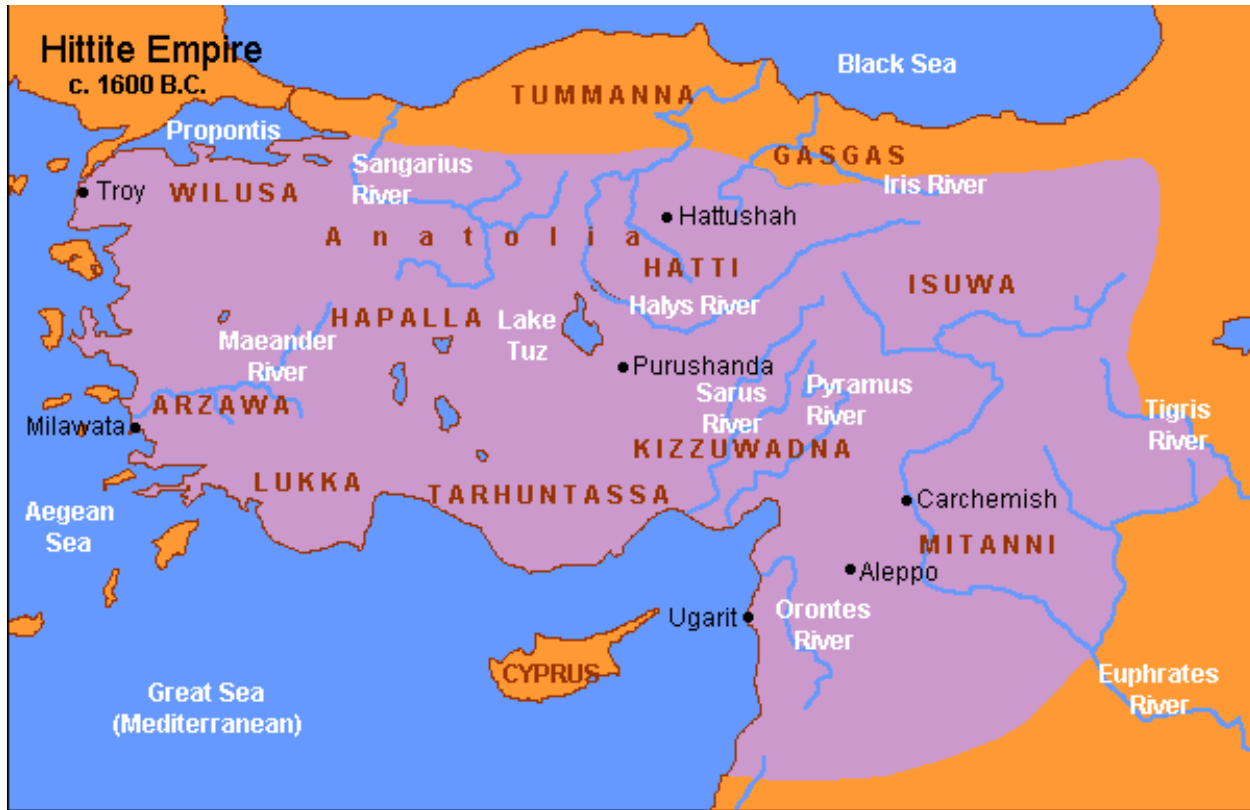 Hittite Empire
c. 1600 B.C.
Black Sea
TUMMANNA
Propontis
GASGAS
Sangarius
River
Iris River
Troy
WILUSA
Hattushah
Anatolia
HATTI
ISUWA
Halys River
HAPALLA
Lake
Tuz
Maeander
River
Purushanda
Sarus
River
Pyramus
River
ARZAWA
Milawata
Tigris
River
KIZZUWADNA
LUKKA
TARHUNTASSA
Carchemish
Aegean
Sea
MITANNI
Aleppo
Ugarit
Orontes
River
CYPRUS
Euphrates
River
Great Sea
(Mediterranean)